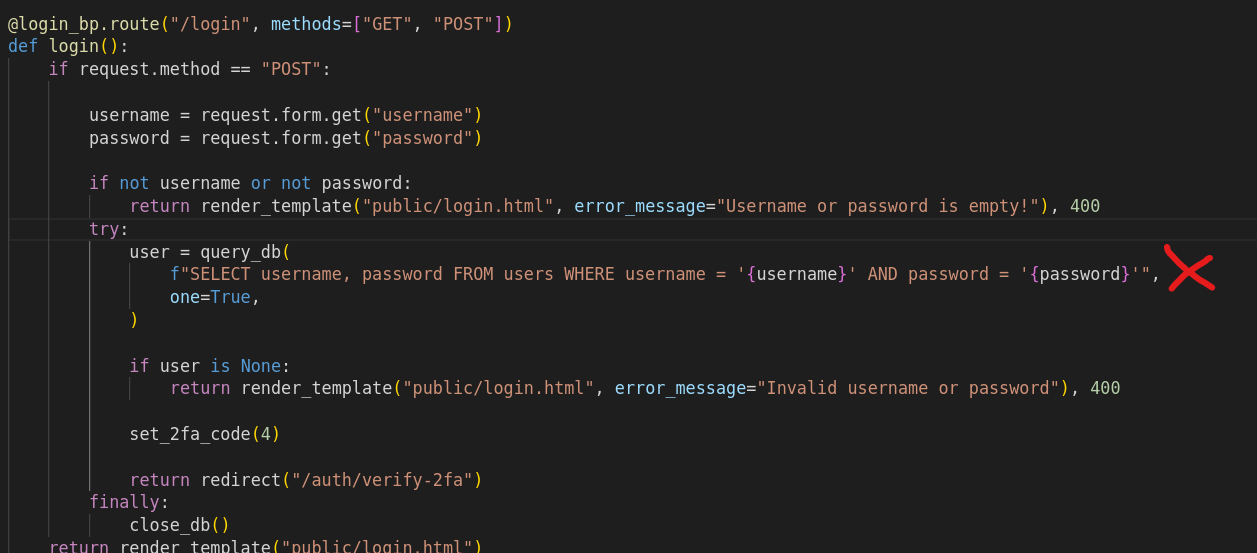 @login_bp.route("/login", methods=["GET", "POST"])
def login():
if request.method == "POST":
username = request.form.get("username")
password = request.form.get("password")
if not username or not password:
return render_template("public/login.html", error_message="Username or password is empty!"), 400
try:
user = query_db(
f"SELECT username, password FROM users WHERE username = '{username}' AND password = '{password}'",
one=True,
)
if user is None:
return render_template("public/login.html", error_message="Invalid username or password"), 400
set_2fa_code(4)
return redirect("/auth/verify-2fa")
finally:
close_db()
return render_template("public/login.html")